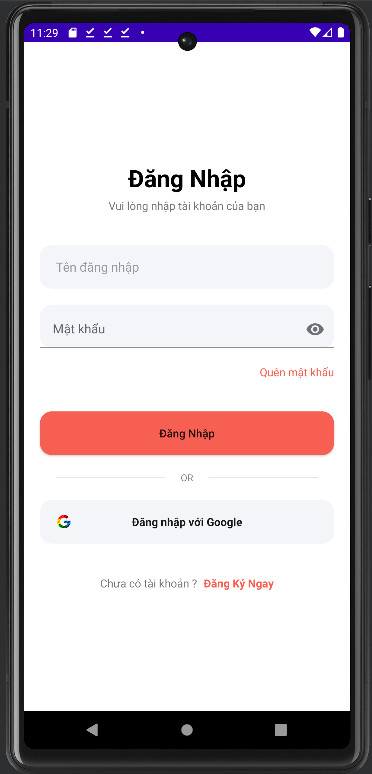 11:29
Đăng Nhập
Vui lòng nhập tài khoản của bạn
Tên đăng nhập
Mật khẩu
Quên mật khẩu
Đăng Nhập
OR
Đăng nhập với Google
Chưa có tài khoản ? Đăng Ký Ngay